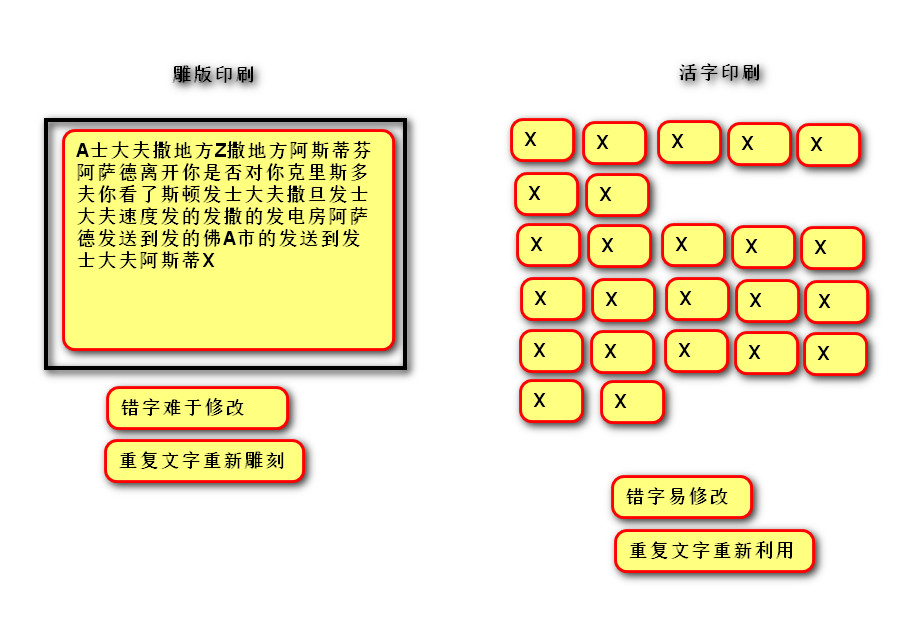 雕版印刷
A士大夫撒地方Z撒地方阿斯蒂芬
阿萨德离开你是否对你克里斯多
夫你看了斯顿发士大夫撒旦发士
大夫速度发的发撒的发电房阿萨
德发送到发的佛A市的发送到发
士大夫阿斯蒂X
错字难于修改
重复文字重新雕刻
活字印刷
X X X X X
X X
X X X X X
X X X X X
X X X X X
X X
错字易修改
重复文字重新利用